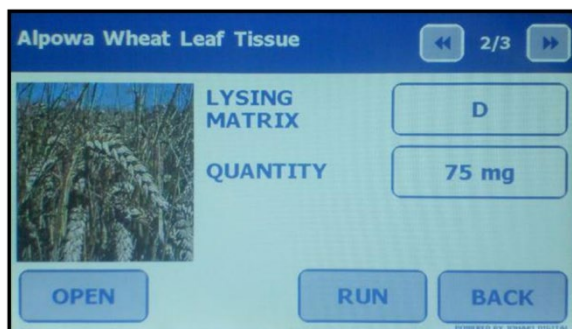 Alpowa Wheat Leaf Tissue
2/3
LYSING
MATRIX
D
QUANTITY
75 mg
OPEN
RUN
BACK